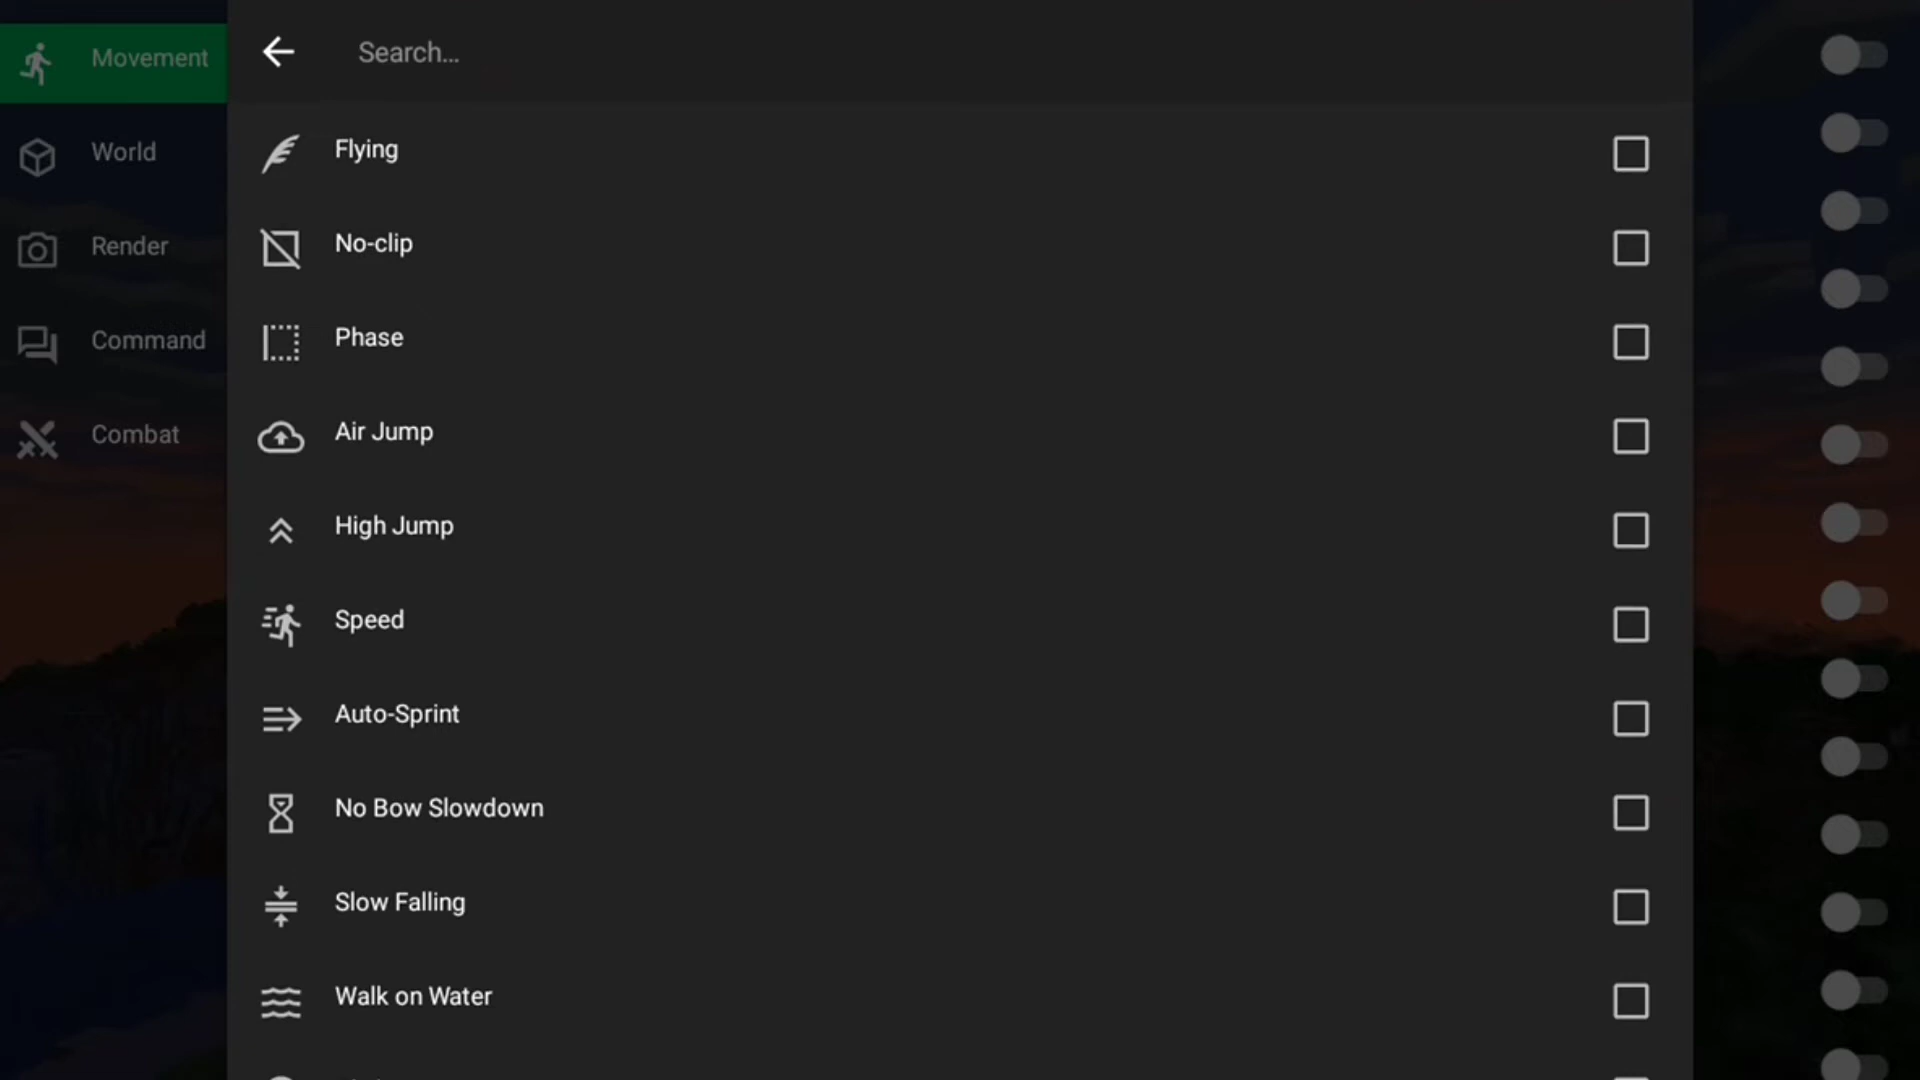 Movement
World
Render
Command
Combat
Search...
Flying
No-clip
Phase
Air Jump
High Jump
Speed
Auto-Sprint
No Bow Slowdown
Slow Falling
Walk on Water